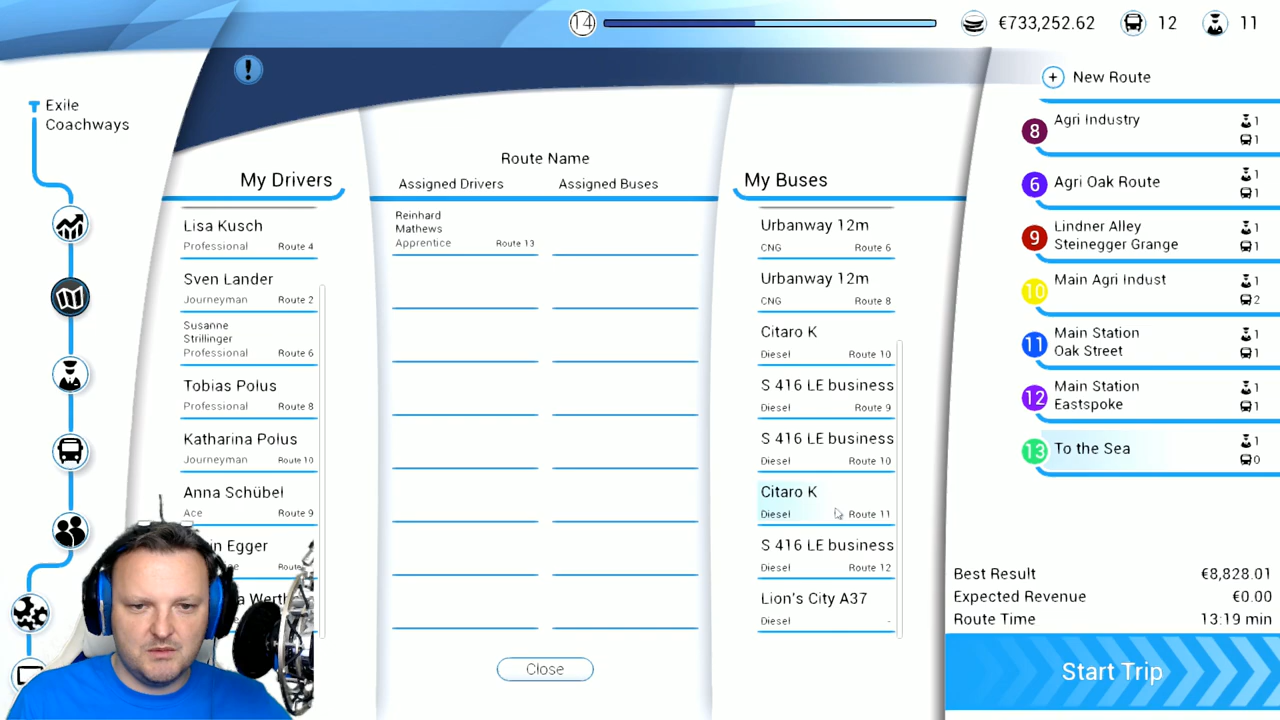 14
€733,252.62
12
11
Exile
Coachways
!
My Drivers
Lisa Kusch
Professional Route 4
Sven Lander
Journeyman Route 2
Susanne
Strillinger
Professional Route 6
Tobias Polus
Professional Route 8
Katharina Polus
Journeyman Route 10
Anna Schübel
Ace Route 9
Egger
Route
Route Name
Assigned Drivers Assigned Buses
Reinhard
Mathews
Apprentice Route 13
Close
My Buses
Urbanway 12m
CNG Route 6
Urbanway 12m
CNG Route 8
Citaro K
Diesel Route 10
S 416 LE business
Diesel Route 9
S 416 LE business
Diesel Route 10
Citaro K
Diesel Route 11
S 416 LE business
Diesel Route 12
Lion's City A37
Diesel -
+ New Route
8 Agri Industry 1
1
6 Agri Oak Route 1
1
9 Lindner Alley 1
Steinegger Grange 1
10 Main Agri Indust 1
2
11 Main Station 1
Oak Street 1
12 Main Station 1
Eastspoke 1
13 To the Sea 1
0
Best Result €8,828.01
Expected Revenue €0.00
Route Time 13:19 min
Start Trip